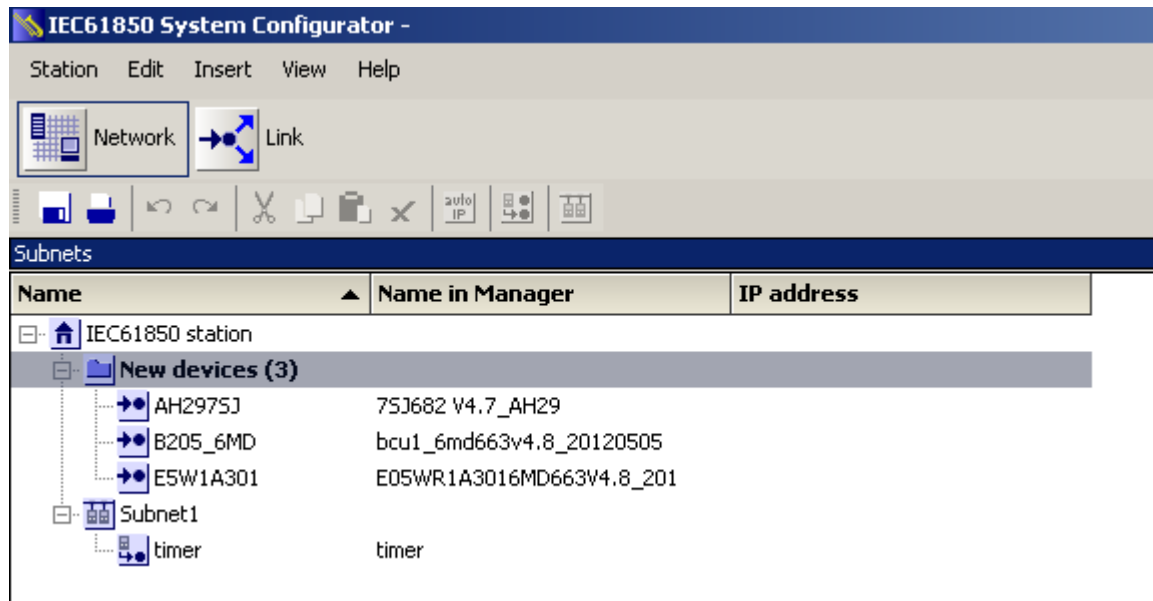 IEC61850 System Configurator -
Station Edit Insert View Help
Network Link
auto IP
Subnets
Name Name in Manager IP address
IEC61850 station
New devices (3)
AH297SJ 7SJ682 V4.7_AH29
B205_6MD bcu1_6md663v4.8_20120505
E5W1A301 E05WR1A3016MD663V4.8_201
Subnet1
timer timer